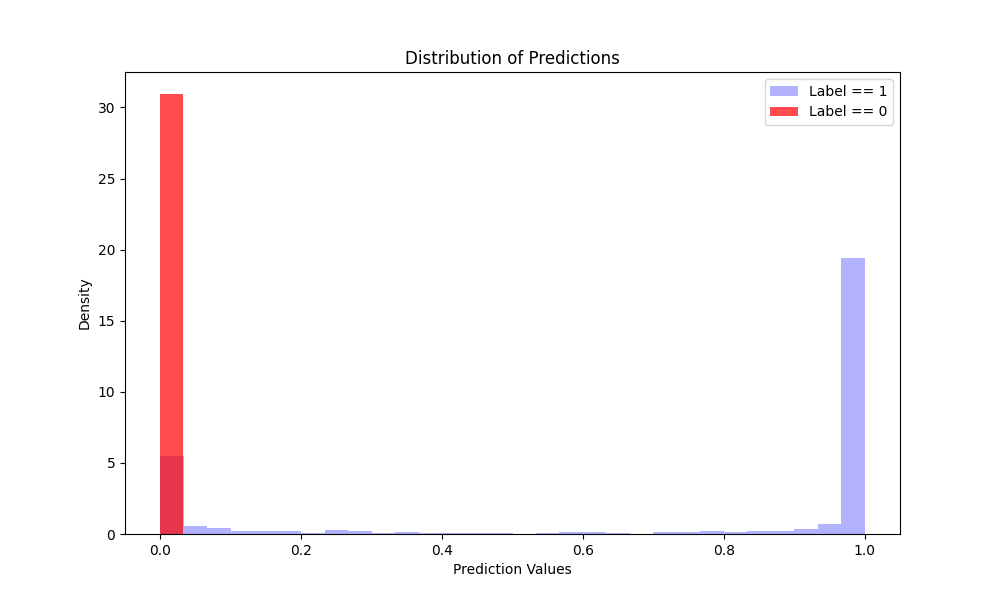 Distribution of Predictions
Label == 1
Label == 0
30
25
20
15
10
5
0
Density
0.0 0.2 0.4 0.6 0.8 1.0
Prediction Values